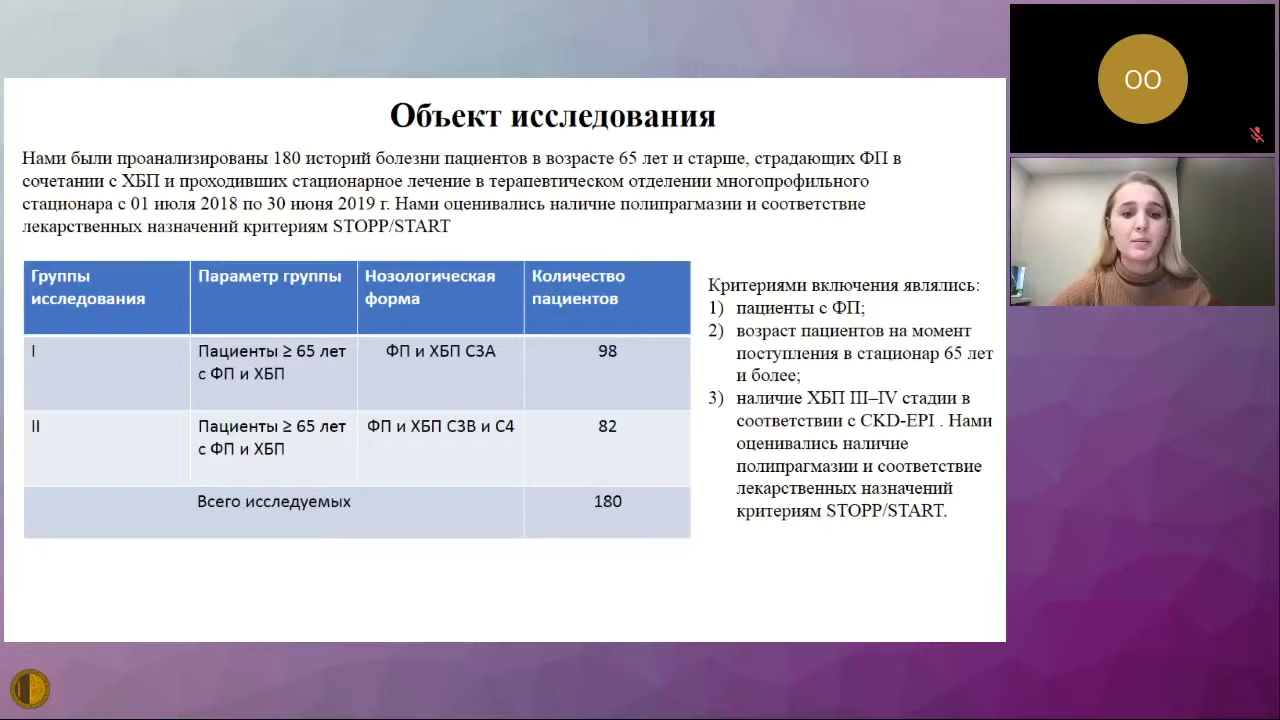 Объект исследования
Нами были проанализированы 180 историй болезни пациентов в возрасте 65 лет и старше, страдающих ФП в
сочетании с ХБП и проходивших стационарное лечение в терапевтическом отделении многопрофильного
стационара с 01 июля 2018 по 30 июня 2019 г. Нами оценивались наличие полипрагмазии и соответствие
лекарственных назначений критериям STOPP/START
Группы исследования
Параметр группы
Нозологическая форма
Количество пациентов
I
Пациенты ≥ 65 лет
с ФП и ХБП
ФП и ХБП С3А
98
II
Пациенты ≥ 65 лет
с ФП и ХБП
ФП и ХБП С3В и С4
82
Всего исследуемых
180
Критериями включения являлись:
1) пациенты с ФП;
2) возраст пациентов на момент
поступления в стационар 65 лет
и более;
3) наличие ХБП III–IV стадии в
соответствии с CKD-EPI . Нами
оценивались наличие
полипрагмазии и соответствие
лекарственных назначений
критериям STOPP/START.
ОО